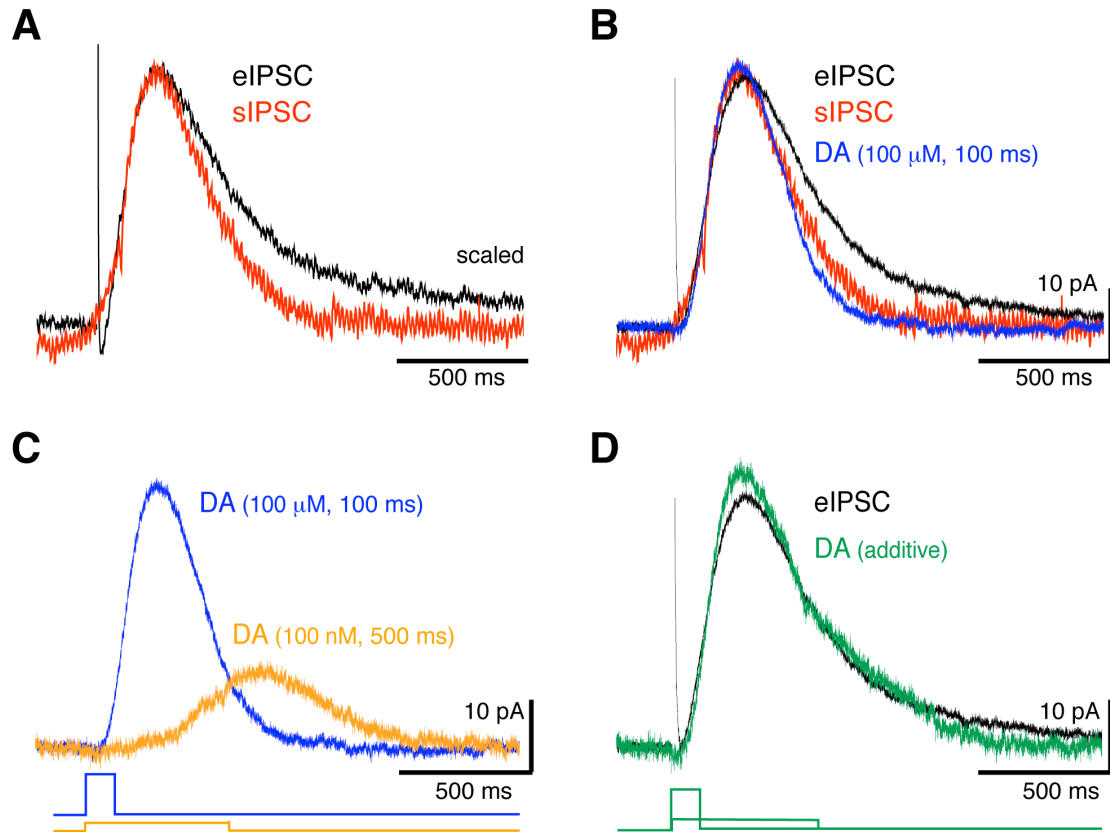 A
eIPSC
sIPSC
scaled
500 ms
B
eIPSC
sIPSC
DA (100 μM, 100 ms)
10 pA
500 ms
C
DA (100 μM, 100 ms)
DA (100 nM, 500 ms)
10 pA
500 ms
D
eIPSC
DA (additive)
10 pA
500 ms